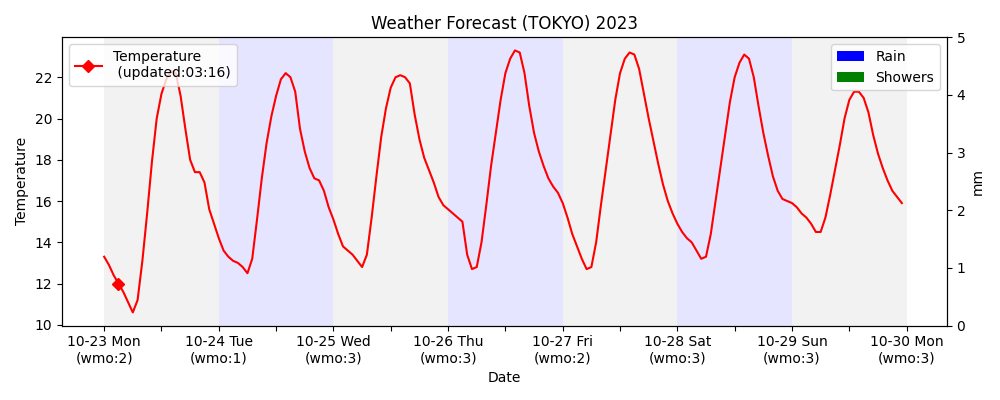 Weather Forecast (TOKYO) 2023
Temperature
(updated:03:16)
Rain
Showers
Temperature
22
20
18
16
14
12
10
5
4
3
2
1
0
mm
10-23 Mon
(wmo:2)
10-24 Tue
(wmo:1)
10-25 Wed
(wmo:3)
10-26 Thu
(wmo:3)
10-27 Fri
(wmo:2)
10-28 Sat
(wmo:3)
10-29 Sun
(wmo:3)
10-30 Mon
(wmo:3)
Date